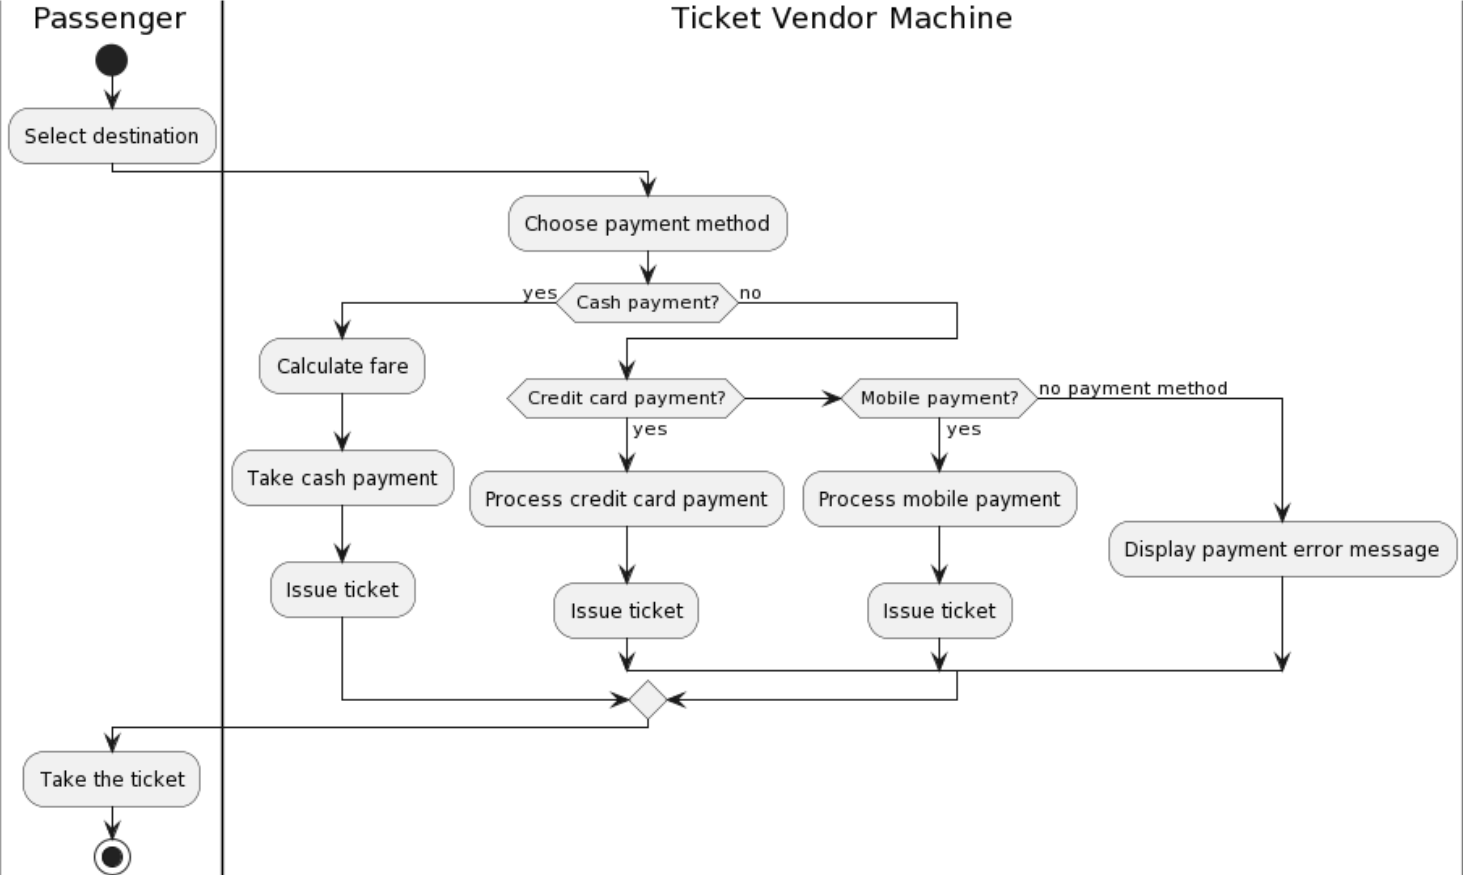 Passenger
Ticket Vendor Machine
Select destination
Choose payment method
yes
Cash payment?
no
Calculate fare
Credit card payment?
Mobile payment?
no payment method
yes
yes
Take cash payment
Process credit card payment
Process mobile payment
Display payment error message
Issue ticket
Issue ticket
Issue ticket
Take the ticket